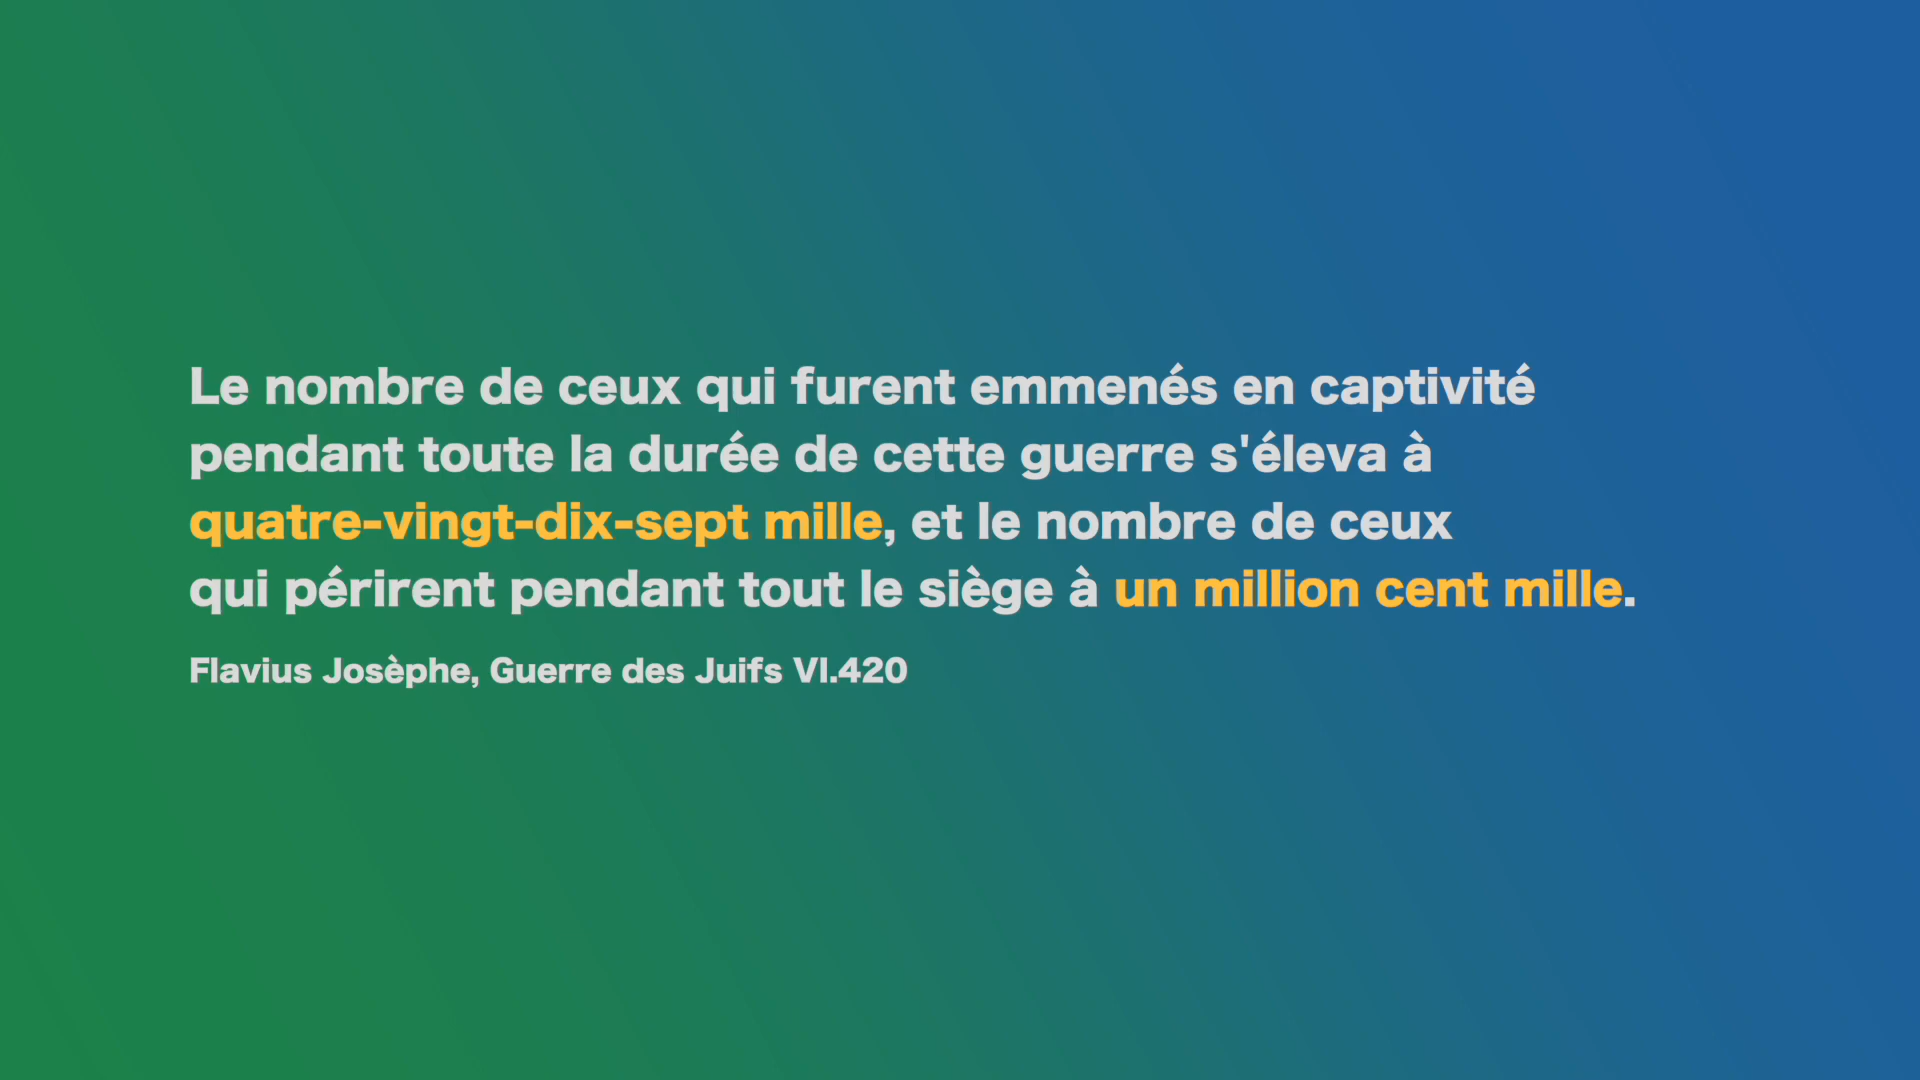 Le nombre de ceux qui furent emmenés en captivité
pendant toute la durée de cette guerre s'éleva à
quatre-vingt-dix-sept mille, et le nombre de ceux
qui périrent pendant tout le siège à un million cent mille.
Flavius Josèphe, Guerre des Juifs VI.420